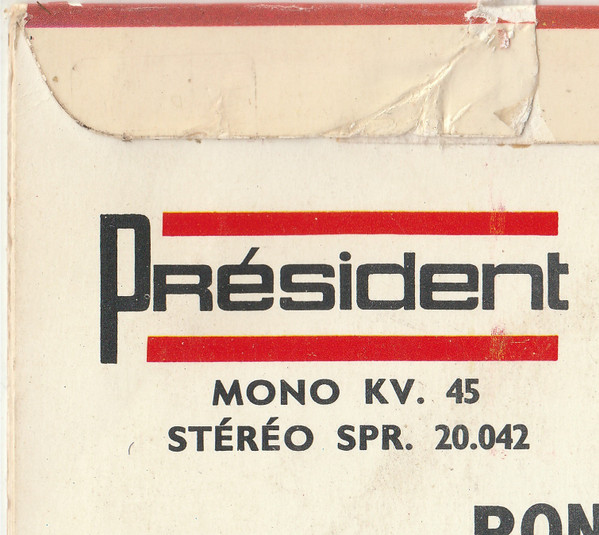 Président
MONO KV. 45
STÉRÉO SPR. 20.042